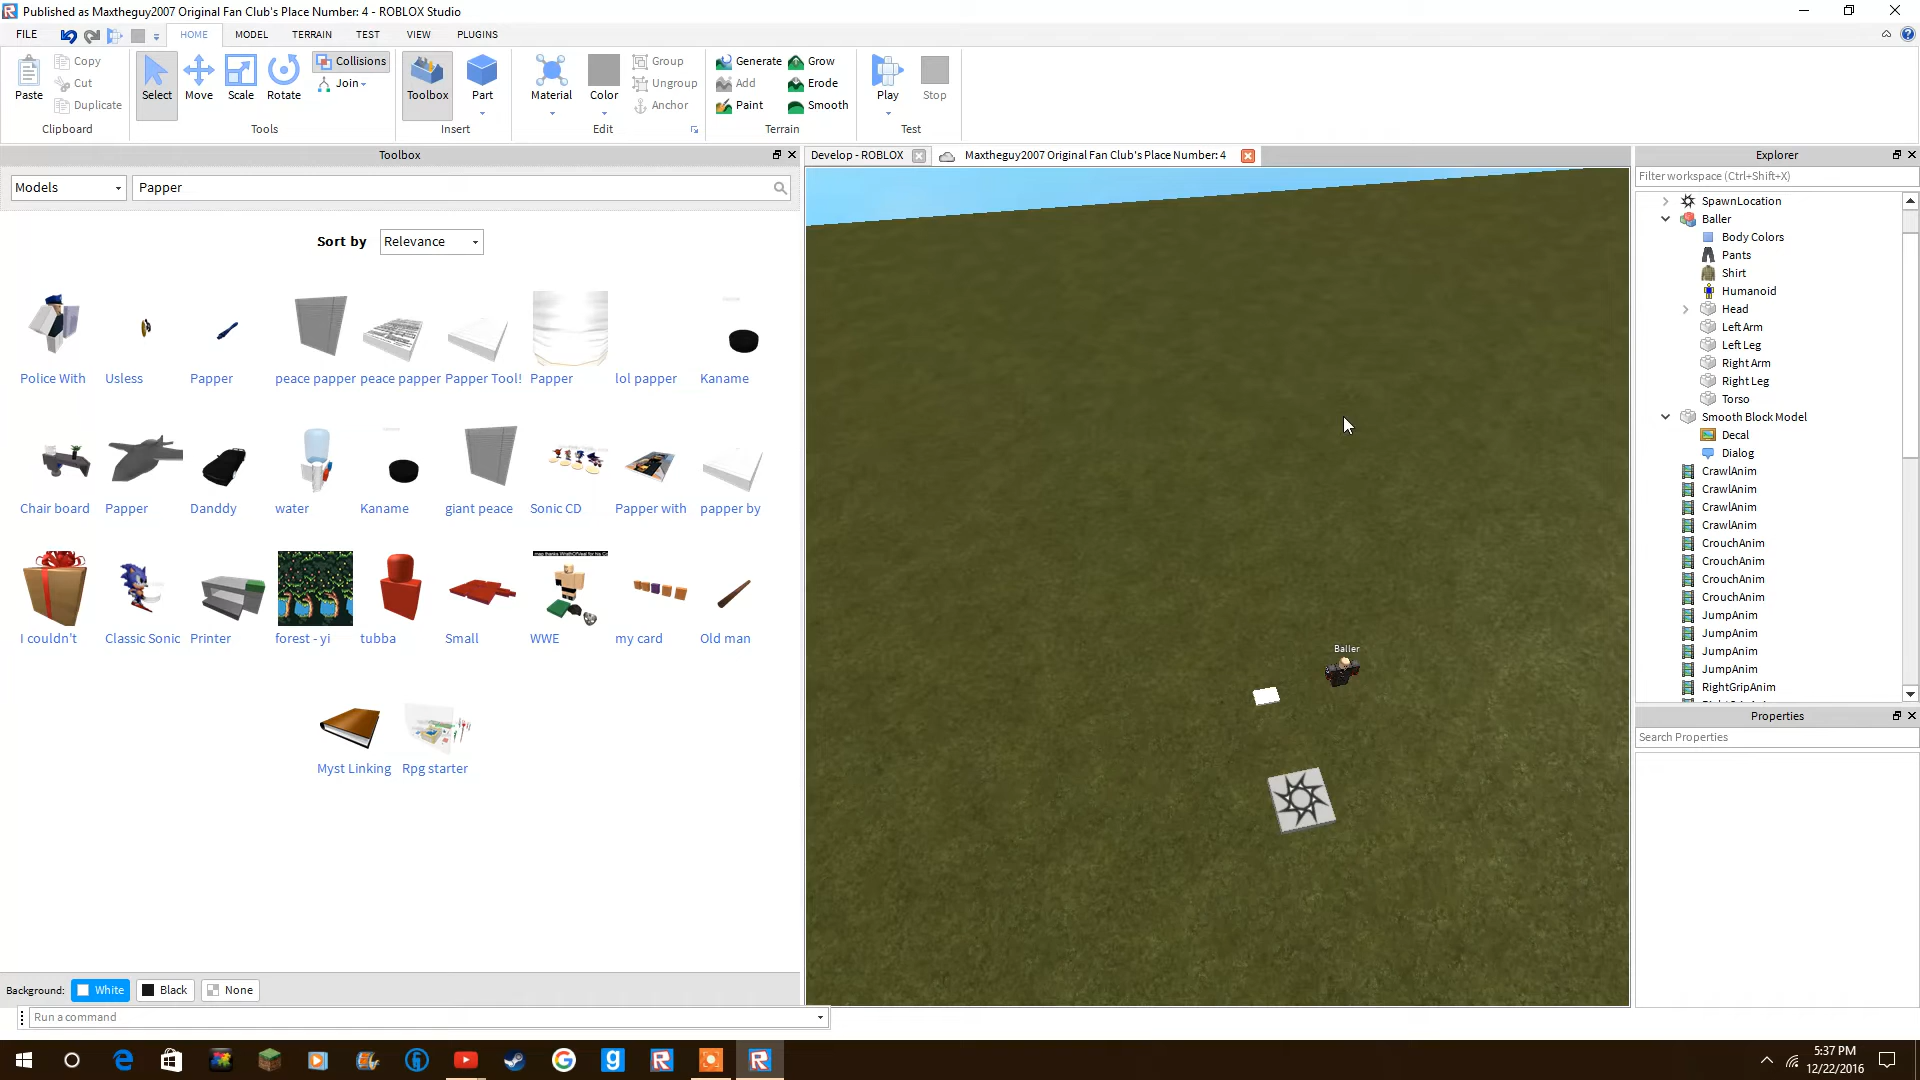 Published as Maxtheguy2007 Original Fan Club's Place Number: 4 - ROBLOX Studio
FILE HOME MODEL TERRAIN TEST VIEW PLUGINS
Paste Copy Cut Duplicate Clipboard
Select Move Scale Rotate Collisions Join Tools
Toolbox Part Insert
Material Color Group Ungroup Anchor Edit
Generate Grow Add Erode Paint Smooth Terrain
Play Stop Test
Toolbox
Models Papper
Sort by Relevance
Police With Usless Papper peace papper peace papper Papper Tool! Papper lol papper Kaname
Chair board Papper Danddy water Kaname giant peace Sonic CD Papper with papper by
I couldn't Classic Sonic Printer forest - yi tubba Small WWE my card Old man
Myst Linking Rpg starter
Background: White Black None
Run a command
Develop - ROBLOX Maxtheguy2007 Original Fan Club's Place Number: 4
Baller
Explorer
Filter workspace (Ctrl+Shift+X)
SpawnLocation
Baller
Body Colors
Pants
Shirt
Humanoid
Head
Left Arm
Left Leg
Right Arm
Right Leg
Torso
Smooth Block Model
Decal
Dialog
CrawlAnim
CrawlAnim
CrawlAnim
CrawlAnim
CrouchAnim
CrouchAnim
CrouchAnim
CrouchAnim
JumpAnim
JumpAnim
JumpAnim
JumpAnim
RightGripAnim
Properties
Search Properties
5:37 PM
12/22/2016